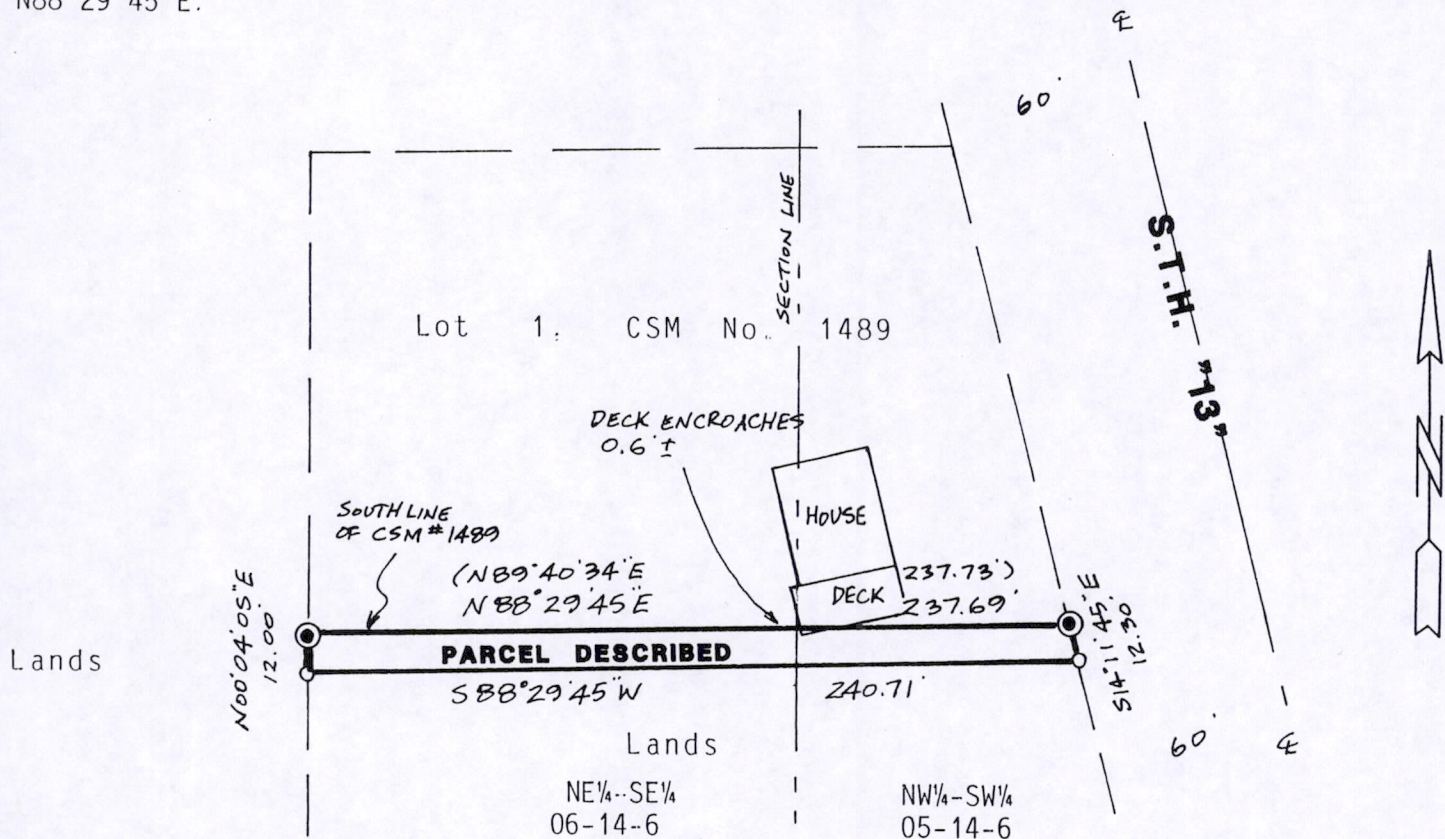 N88°29'45"E.
℄
60'
SECTION LINE
S.T.H. "13"
Lot 1, CSM No. 1489
DECK ENCROACHES
0.6' ±
HOUSE
SOUTH LINE
OF CSM #1489
(N89°40'34"E 237.73')
N88°29'45"E 237.69'
DECK
N00°04'05"E
12.00'
S14°11'45"E
12.30'
PARCEL DESCRIBED
Lands
S88°29'45"W 240.71'
Lands
60'
℄
N
NE¼-SE¼
06-14-6
NW¼-SW¼
05-14-6